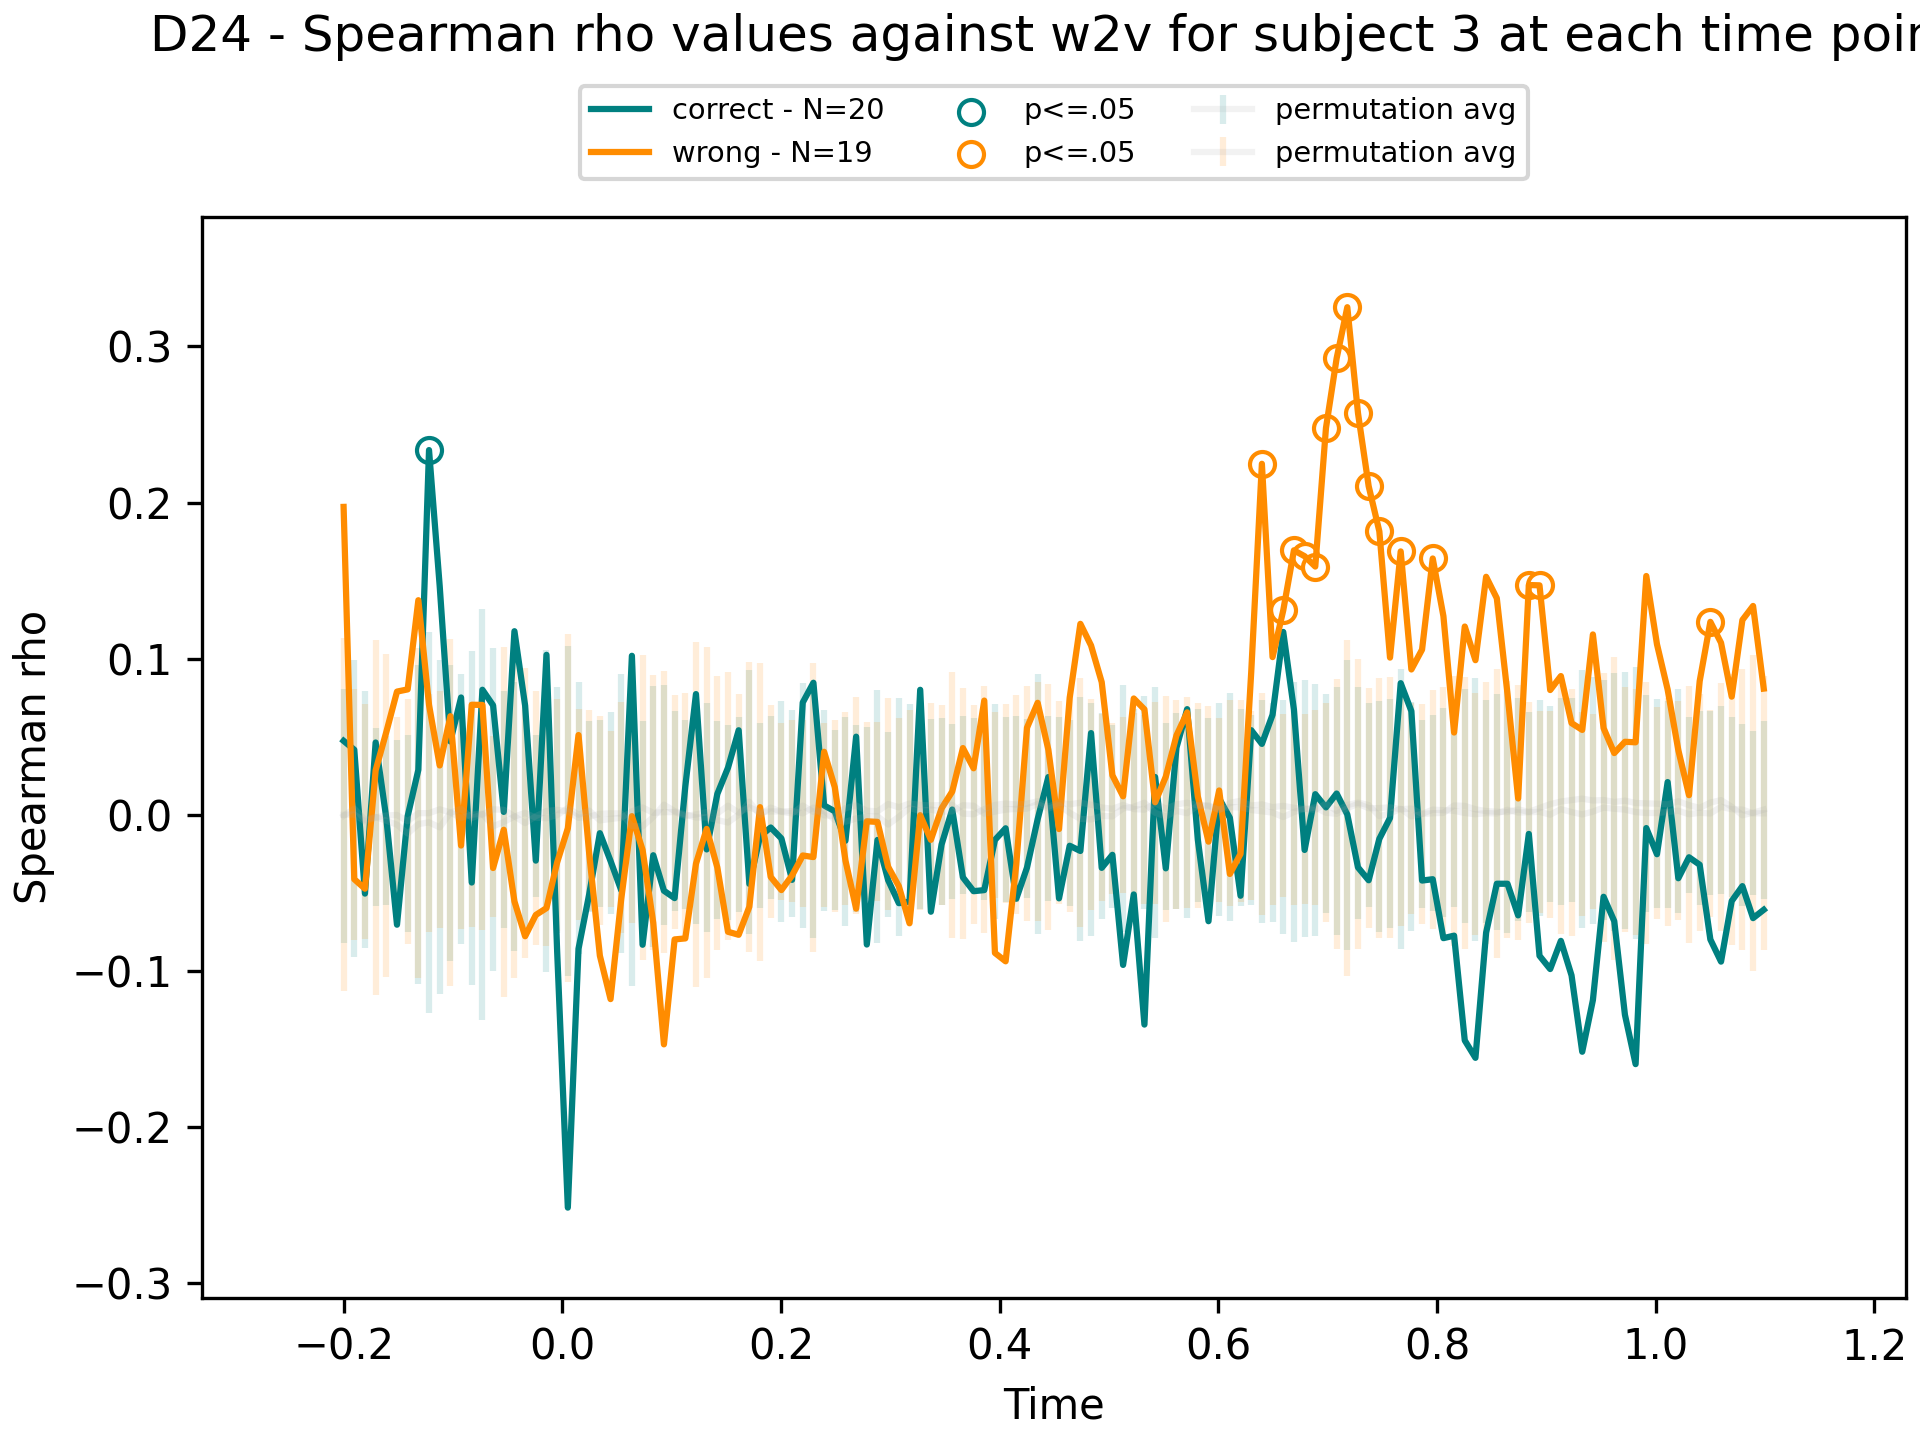 D24 - Spearman rho values against w2v for subject 3 at each time
correct - N=20 p<=.05 permutation avg
wrong - N=19 p<=.05 permutation avg
0.3
0.2
0.1
0.0
−0.1
−0.2
−0.3
Spearman rho
−0.2 0.0 0.2 0.4 0.6 0.8 1.0 1.2
Time